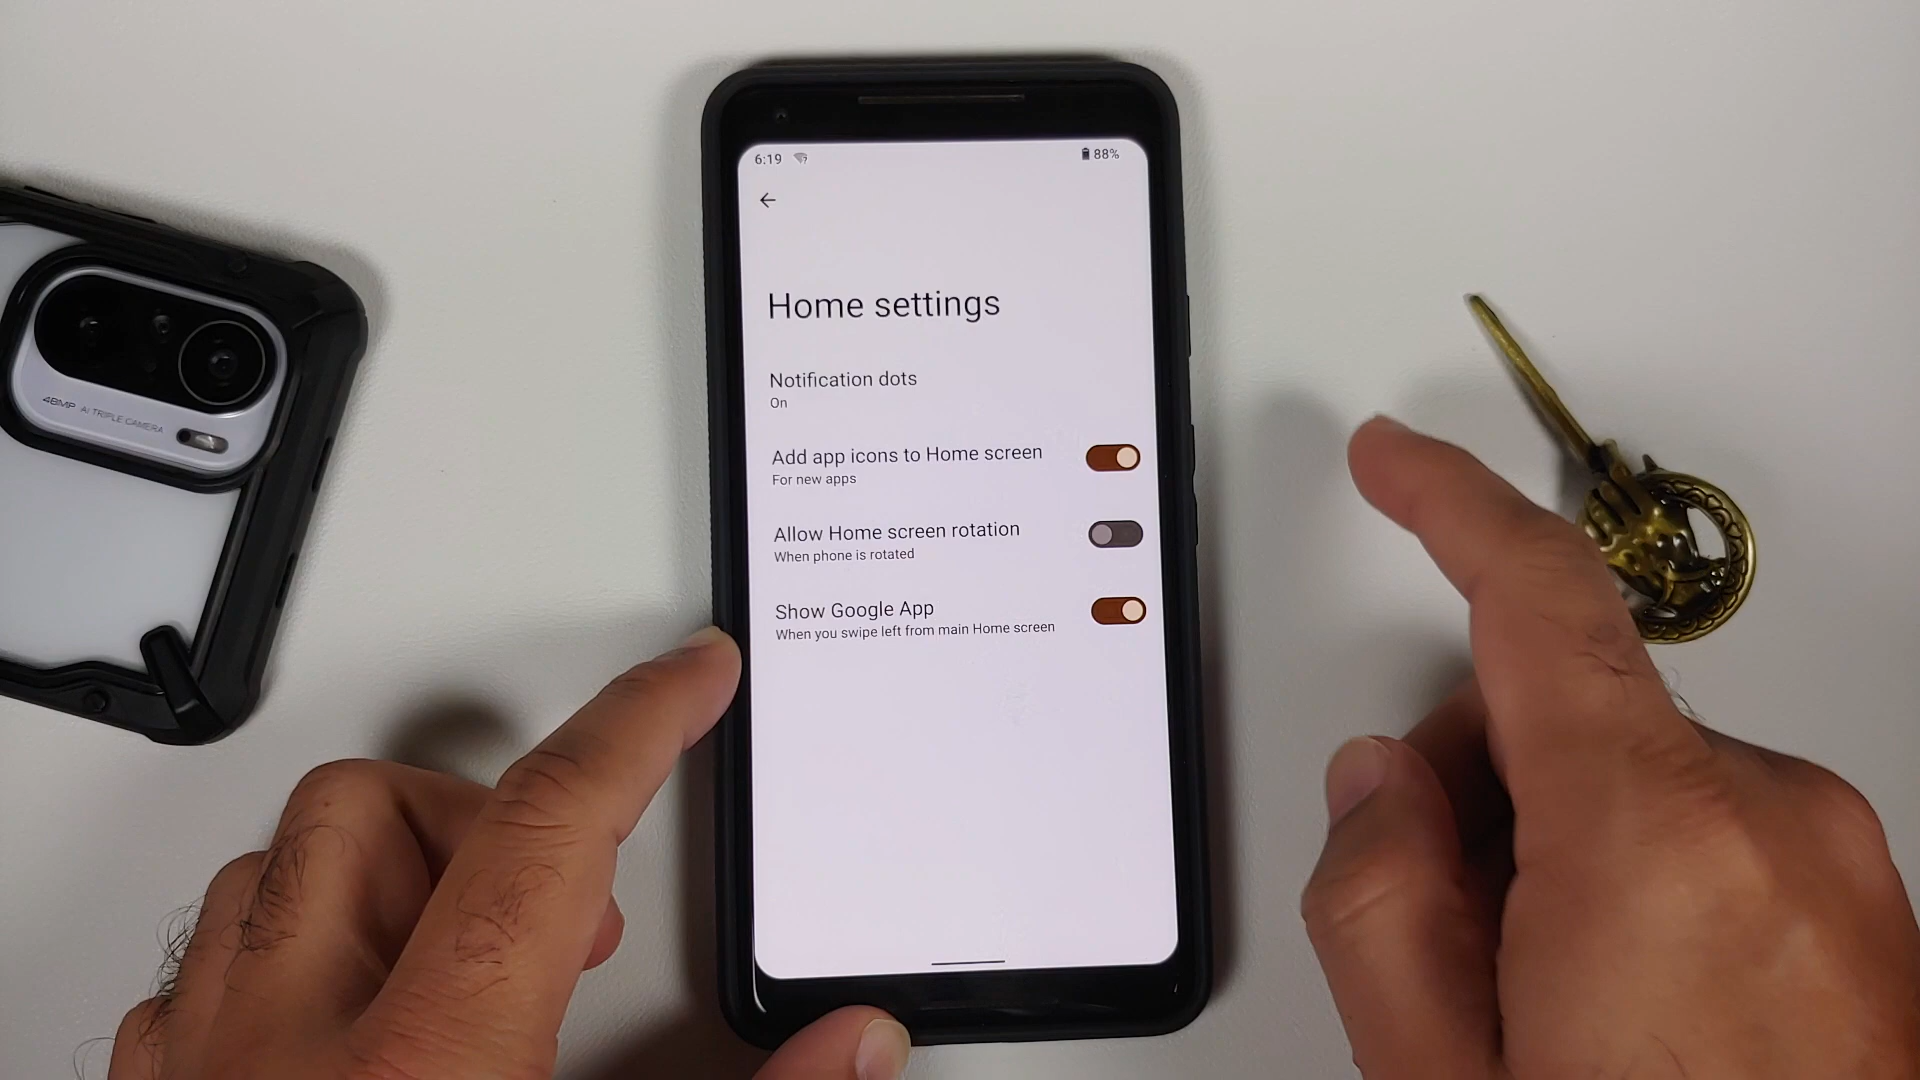 6:19
88%
Home settings
Notification dots
On
Add app icons to Home screen
For new apps
Allow Home screen rotation
When phone is rotated
Show Google App
When you swipe left from main Home screen
48MP AI TRIPLE CAMERA